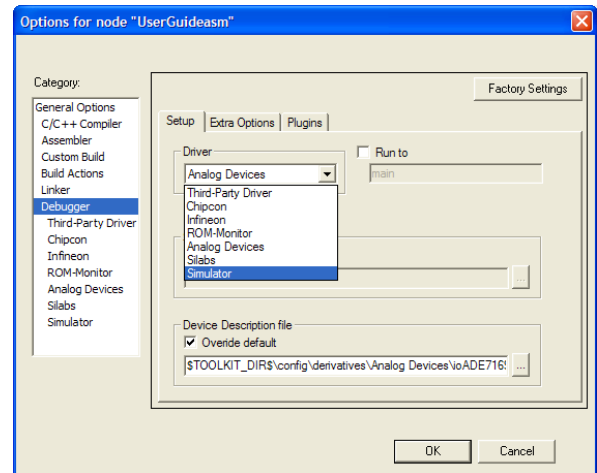 Options for node "UserGuideasm"
Category:
General Options
C/C++ Compiler
Assembler
Custom Build
Build Actions
Linker
Debugger
Third-Party Driver
Chipcon
Infineon
ROM-Monitor
Analog Devices
Silabs
Simulator
Factory Settings
Setup
Extra Options
Plugins
Driver
Analog Devices
Third-Party Driver
Chipcon
Infineon
ROM-Monitor
Analog Devices
Silabs
Simulator
Run to
main
...
Device Description file
Overide default
$TOOLKIT_DIR$\config\derivatives\Analog Devices\ioADE716
...
OK
Cancel